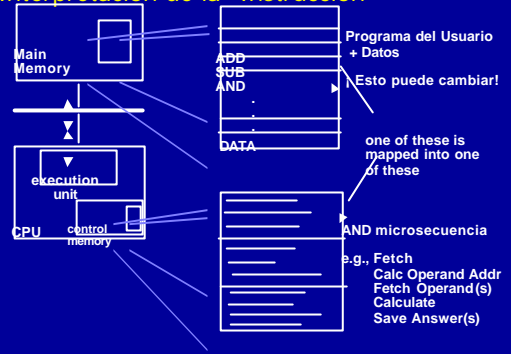 Interpretación de la "Instrucción"
Main
Memory
ADD
SUB
AND
.
.
.
DATA
Programa del Usuario
+ Datos
¡ Esto puede cambiar!
one of these is
mapped into one
of these
execution
unit
CPU
control
memory
AND microsecuencia
e.g., Fetch
Calc Operand Addr
Fetch Operand(s)
Calculate
Save Answer(s)